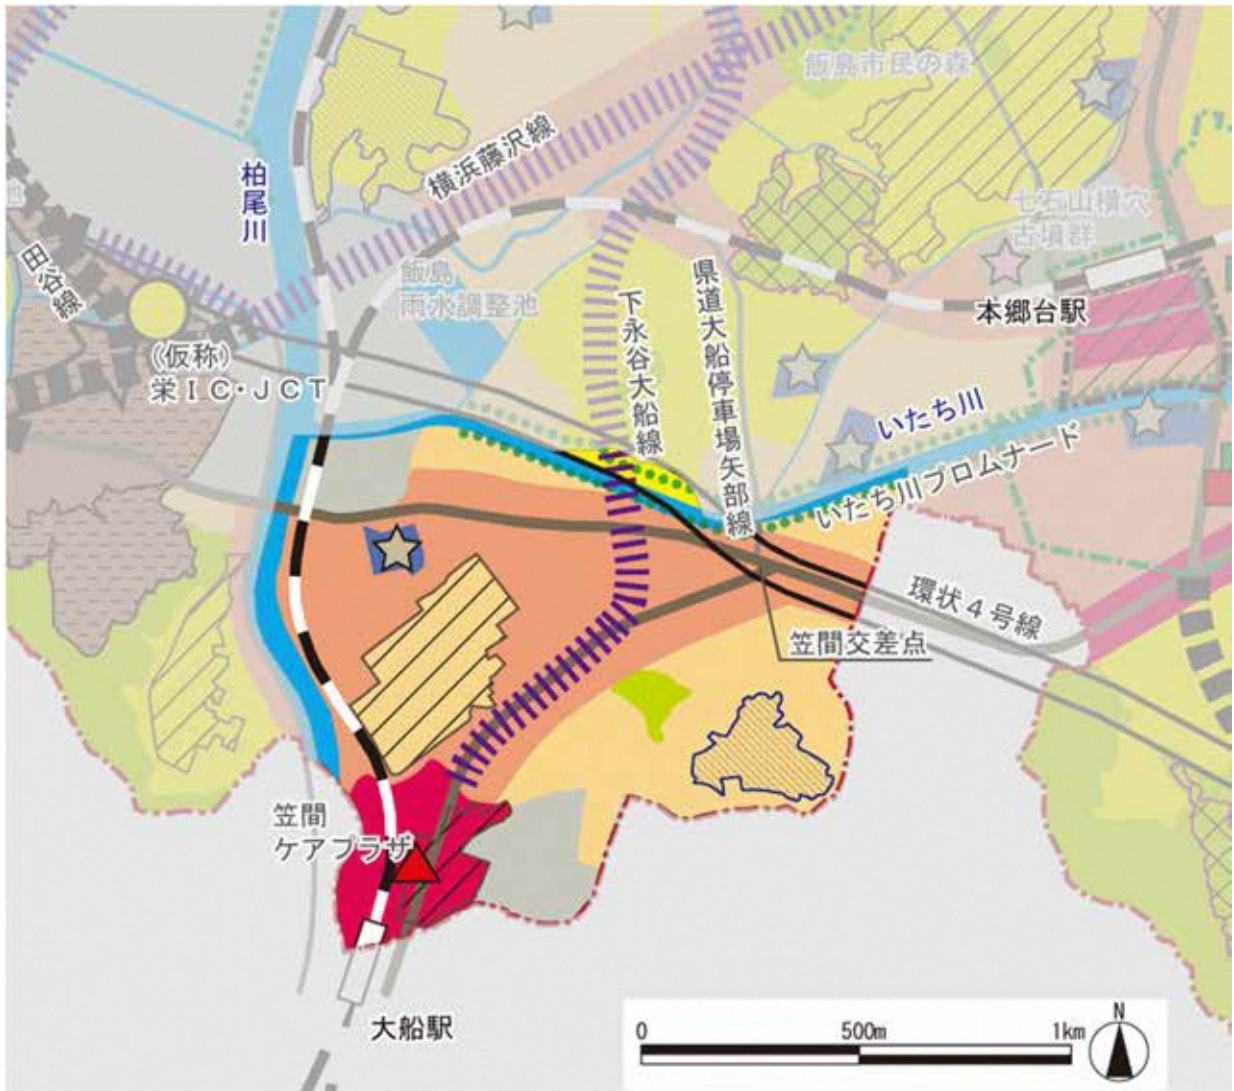 飯島市民の森
横浜藤沢線
柏尾川
七石山横穴
古墳群
田谷線
飯島
雨水調整池
下永谷大船線
県道大船停車場矢部線
本郷台駅
(仮称)
栄IC・JCT
いたち川
いたち川プロムナード
環状4号線
笠間交差点
笠間
ケアプラザ
大船駅
0 500m 1km
N